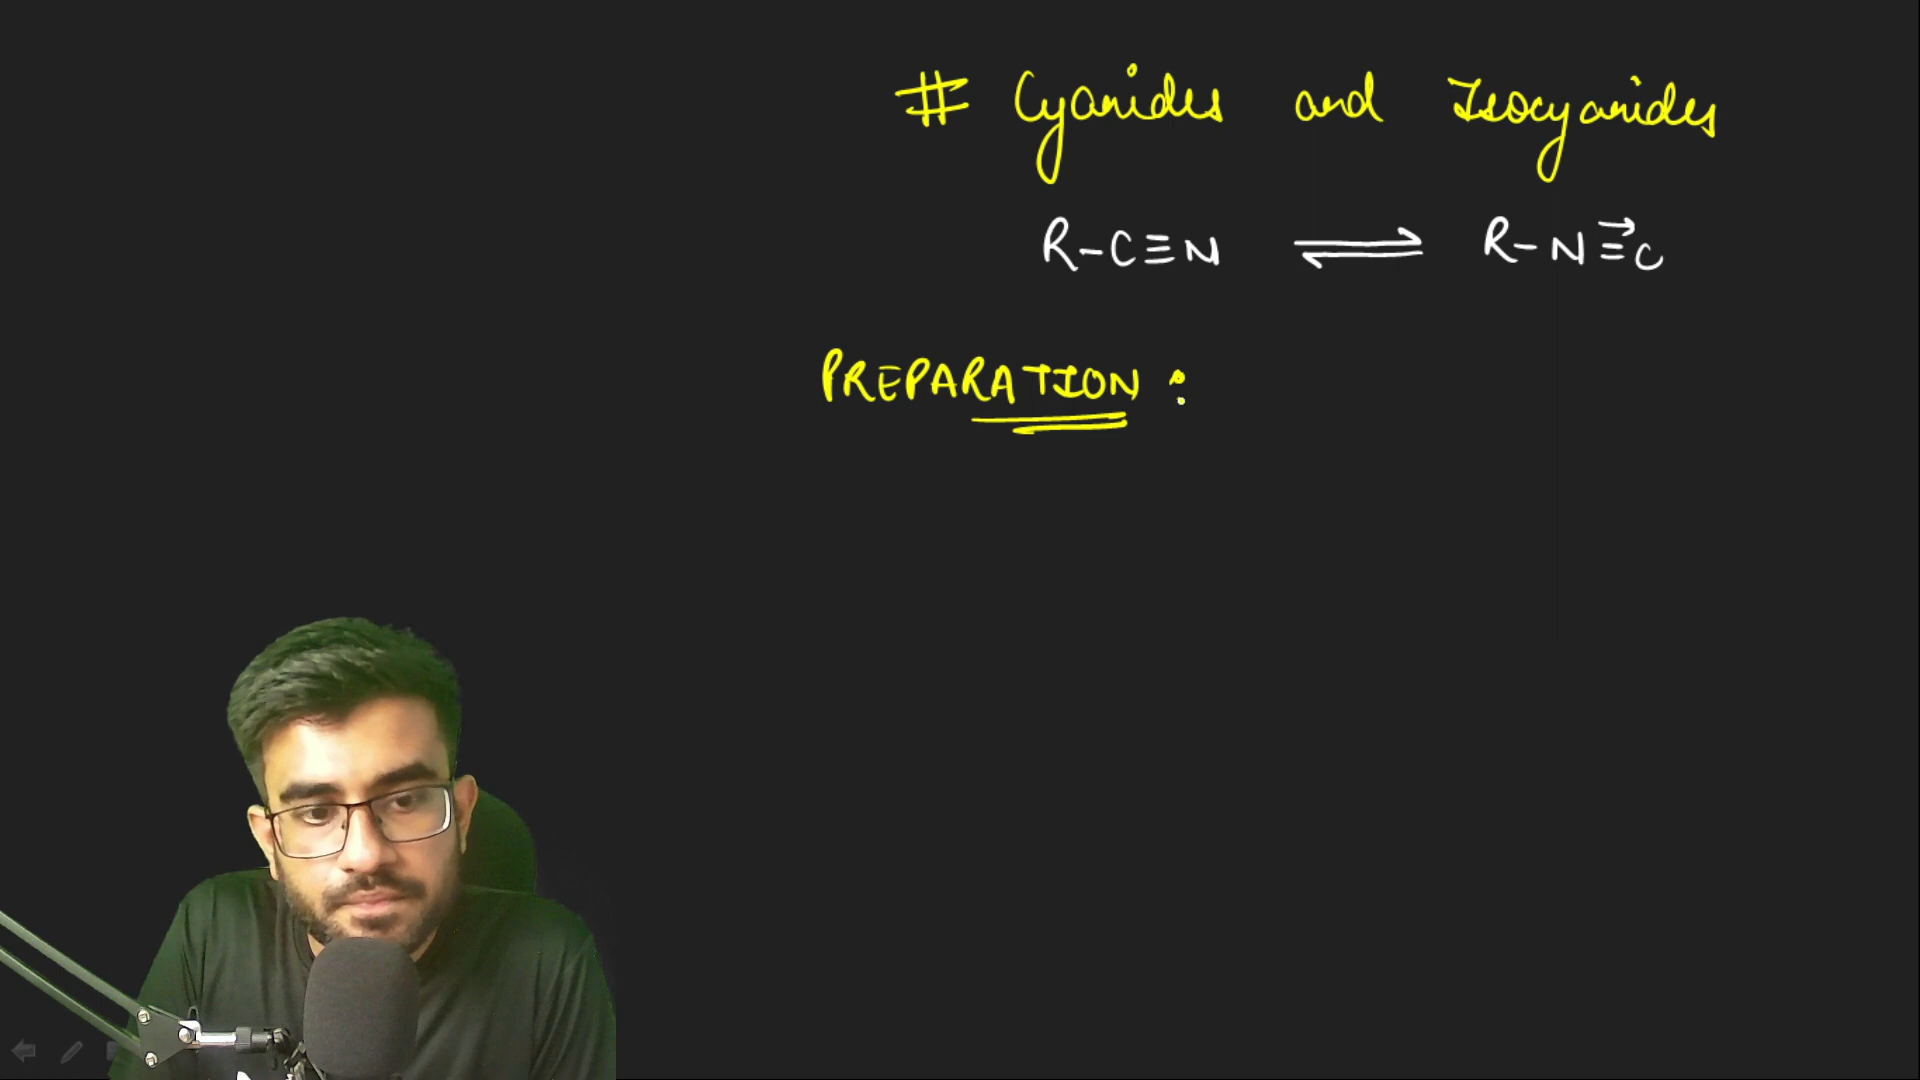 # Cyanides and Isocyanides
R-C≡N ⇌ R-N≡C
PREPARATION :